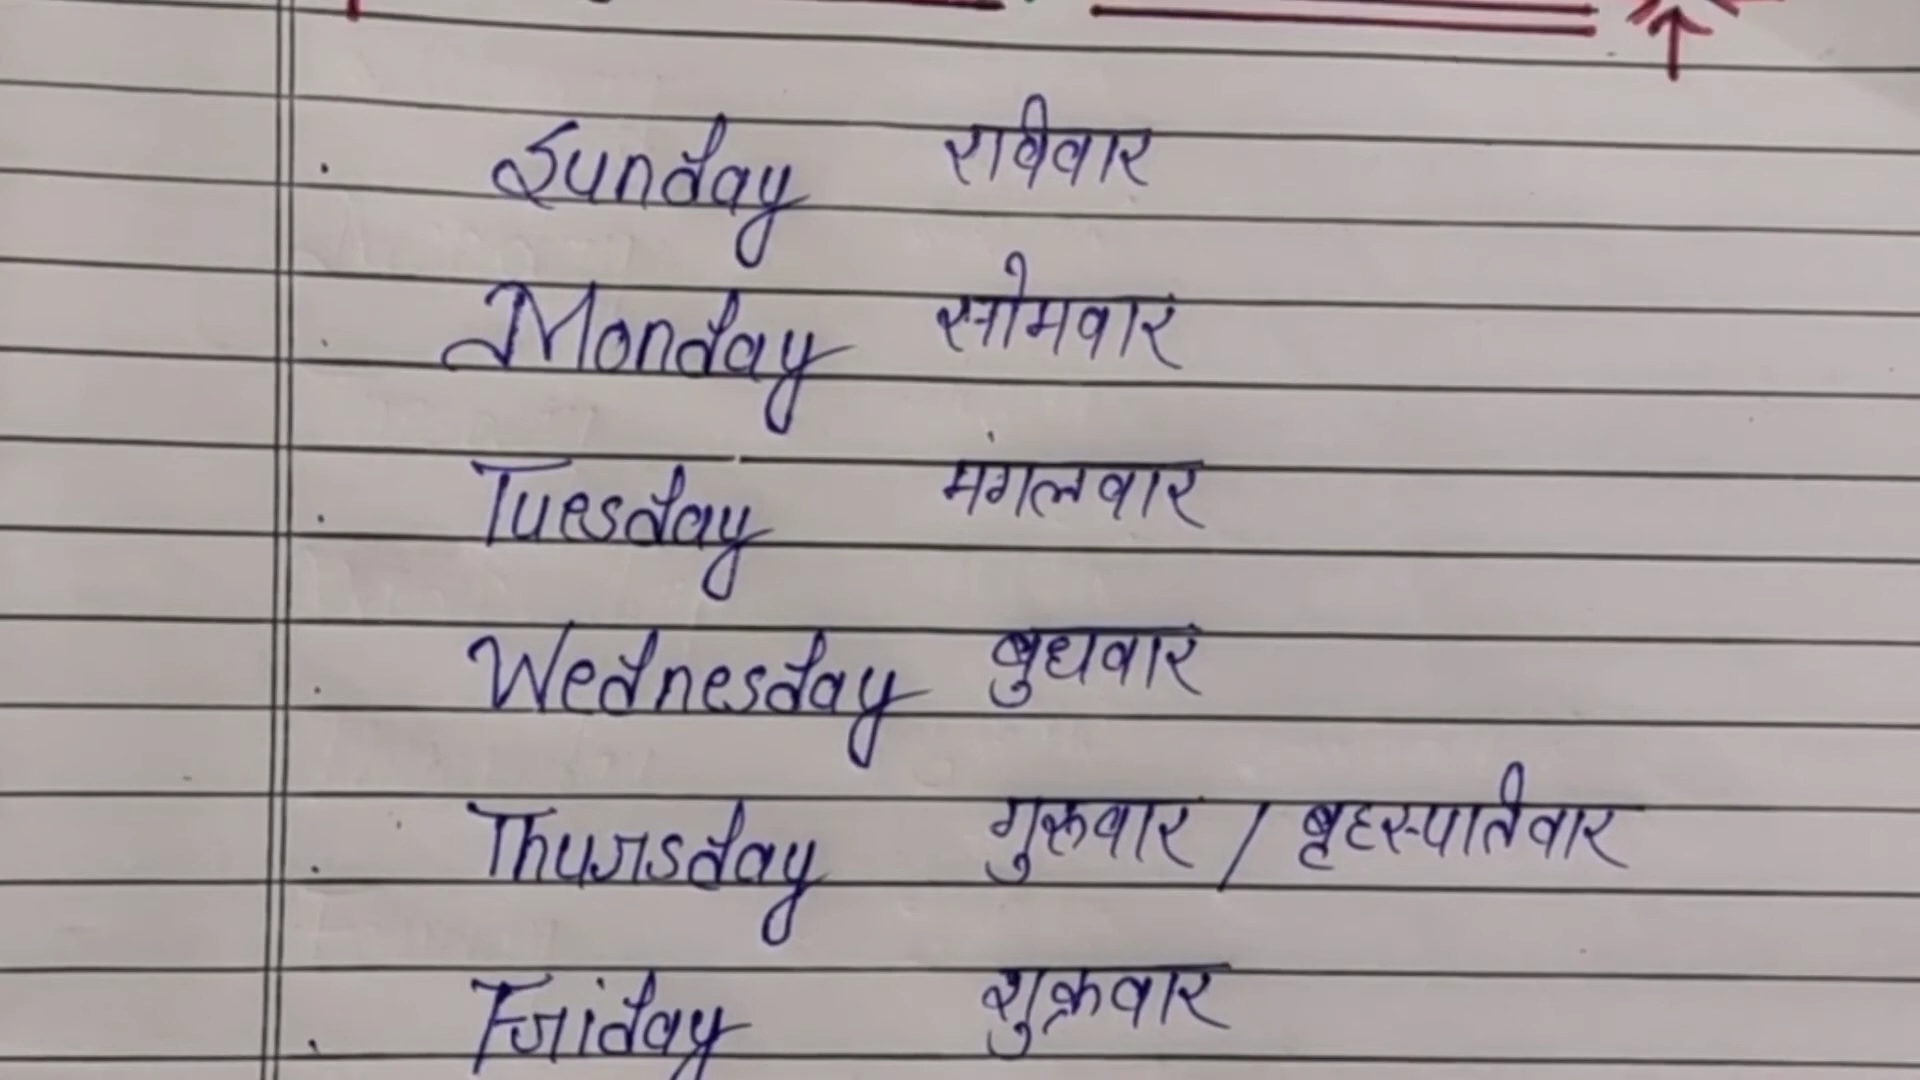 Sunday रविवार
Monday सोमवार
Tuesday मंगलवार
Wednesday बुधवार
Thursday गुरूवार / बृहस्पतिवार
Friday शुक्रवार